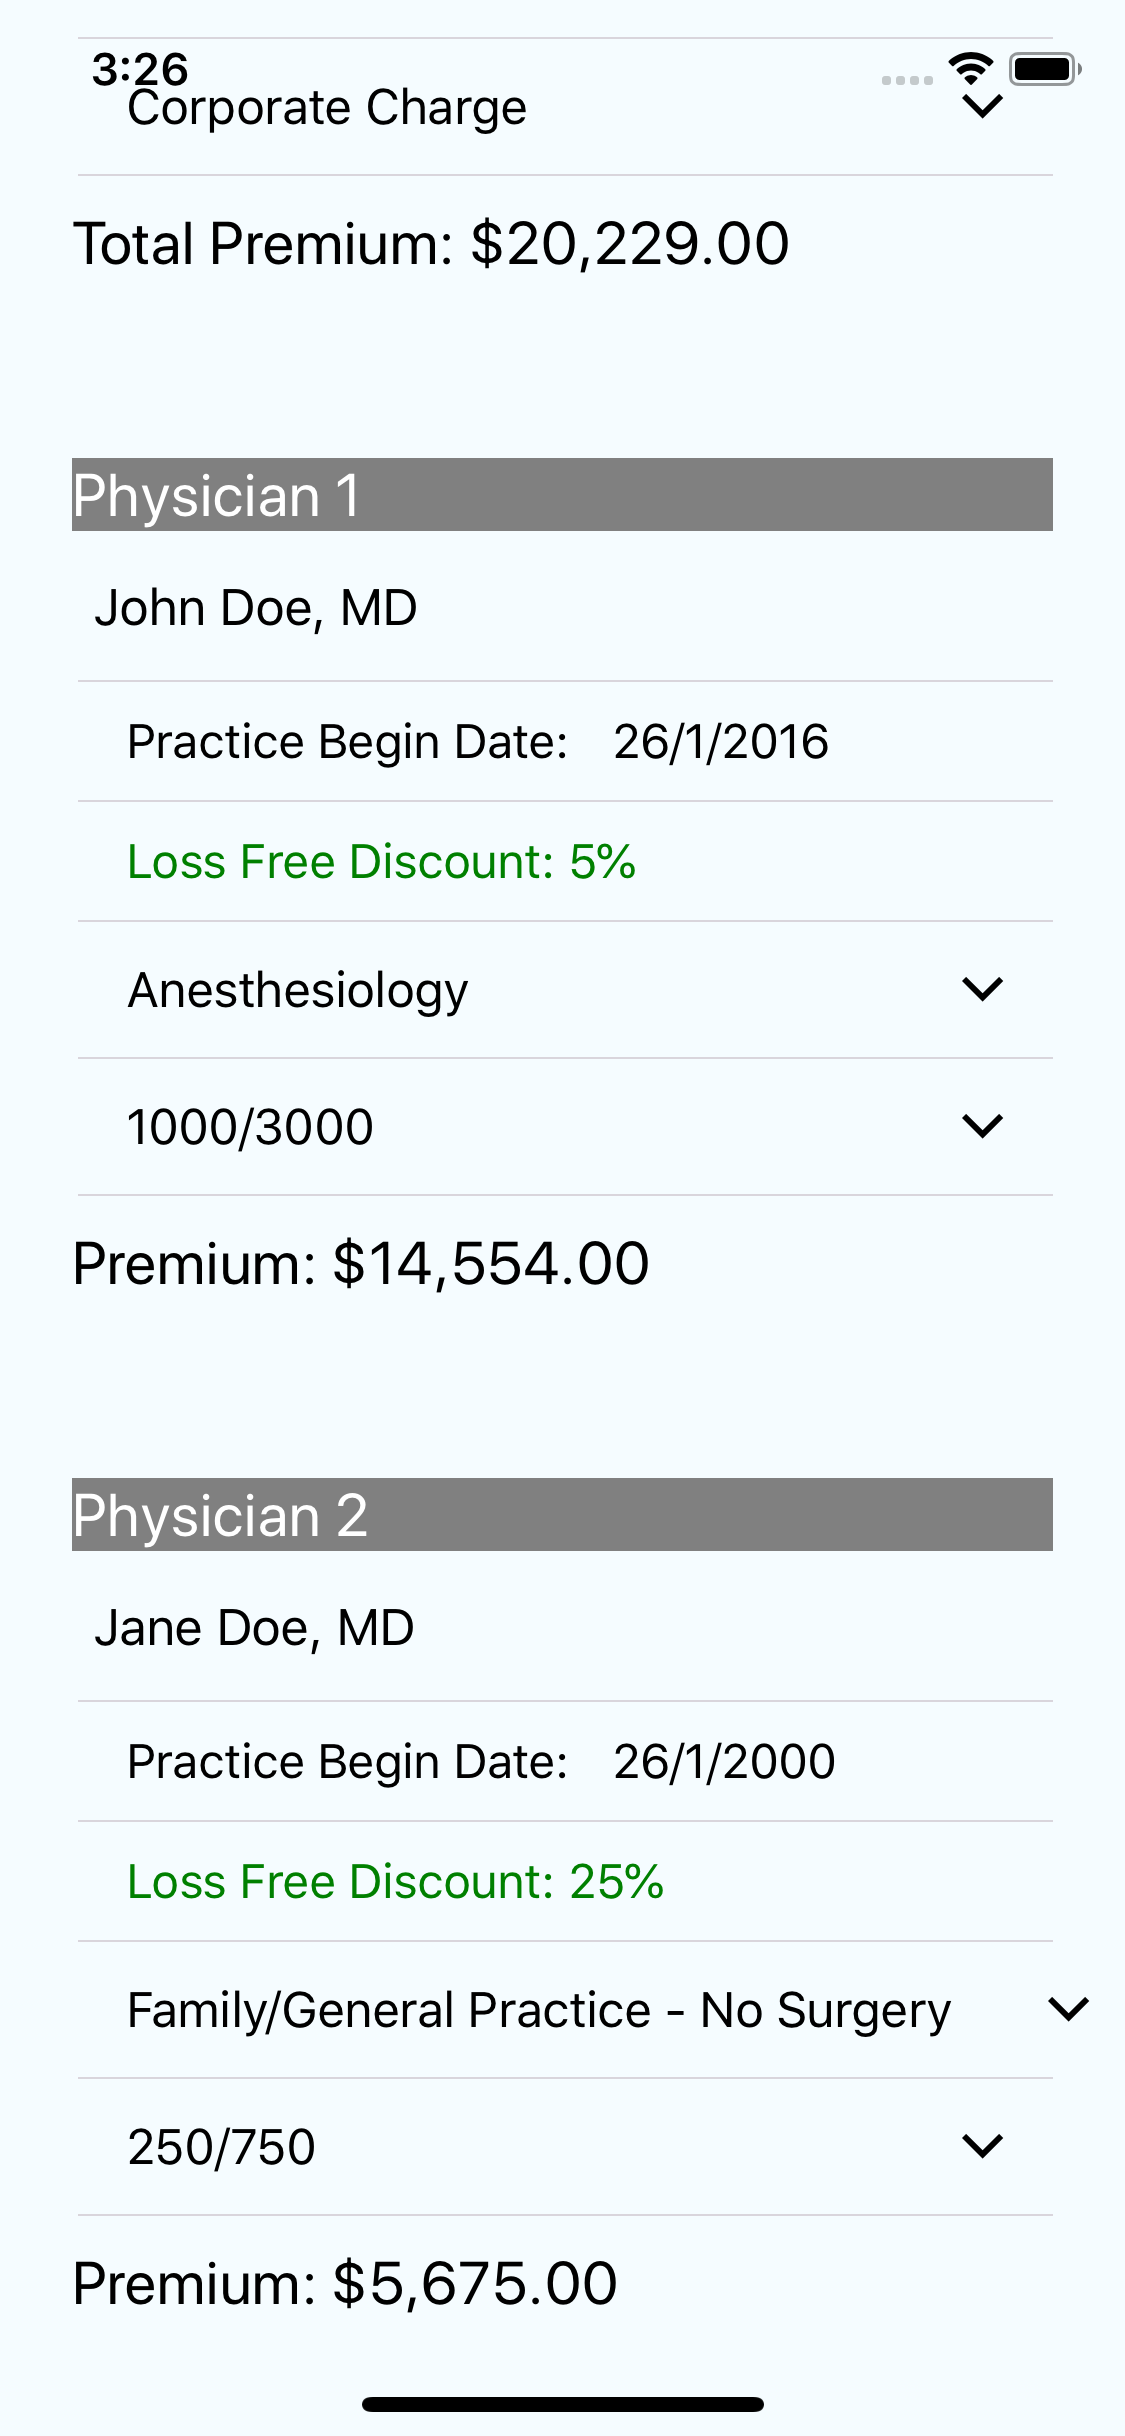 3:26
Corporate Charge
Total Premium: $20,229.00
Physician 1
John Doe, MD
Practice Begin Date: 26/1/2016
Loss Free Discount: 5%
Anesthesiology
1000/3000
Premium: $14,554.00
Physician 2
Jane Doe, MD
Practice Begin Date: 26/1/2000
Loss Free Discount: 25%
Family/General Practice - No Surgery
250/750
Premium: $5,675.00